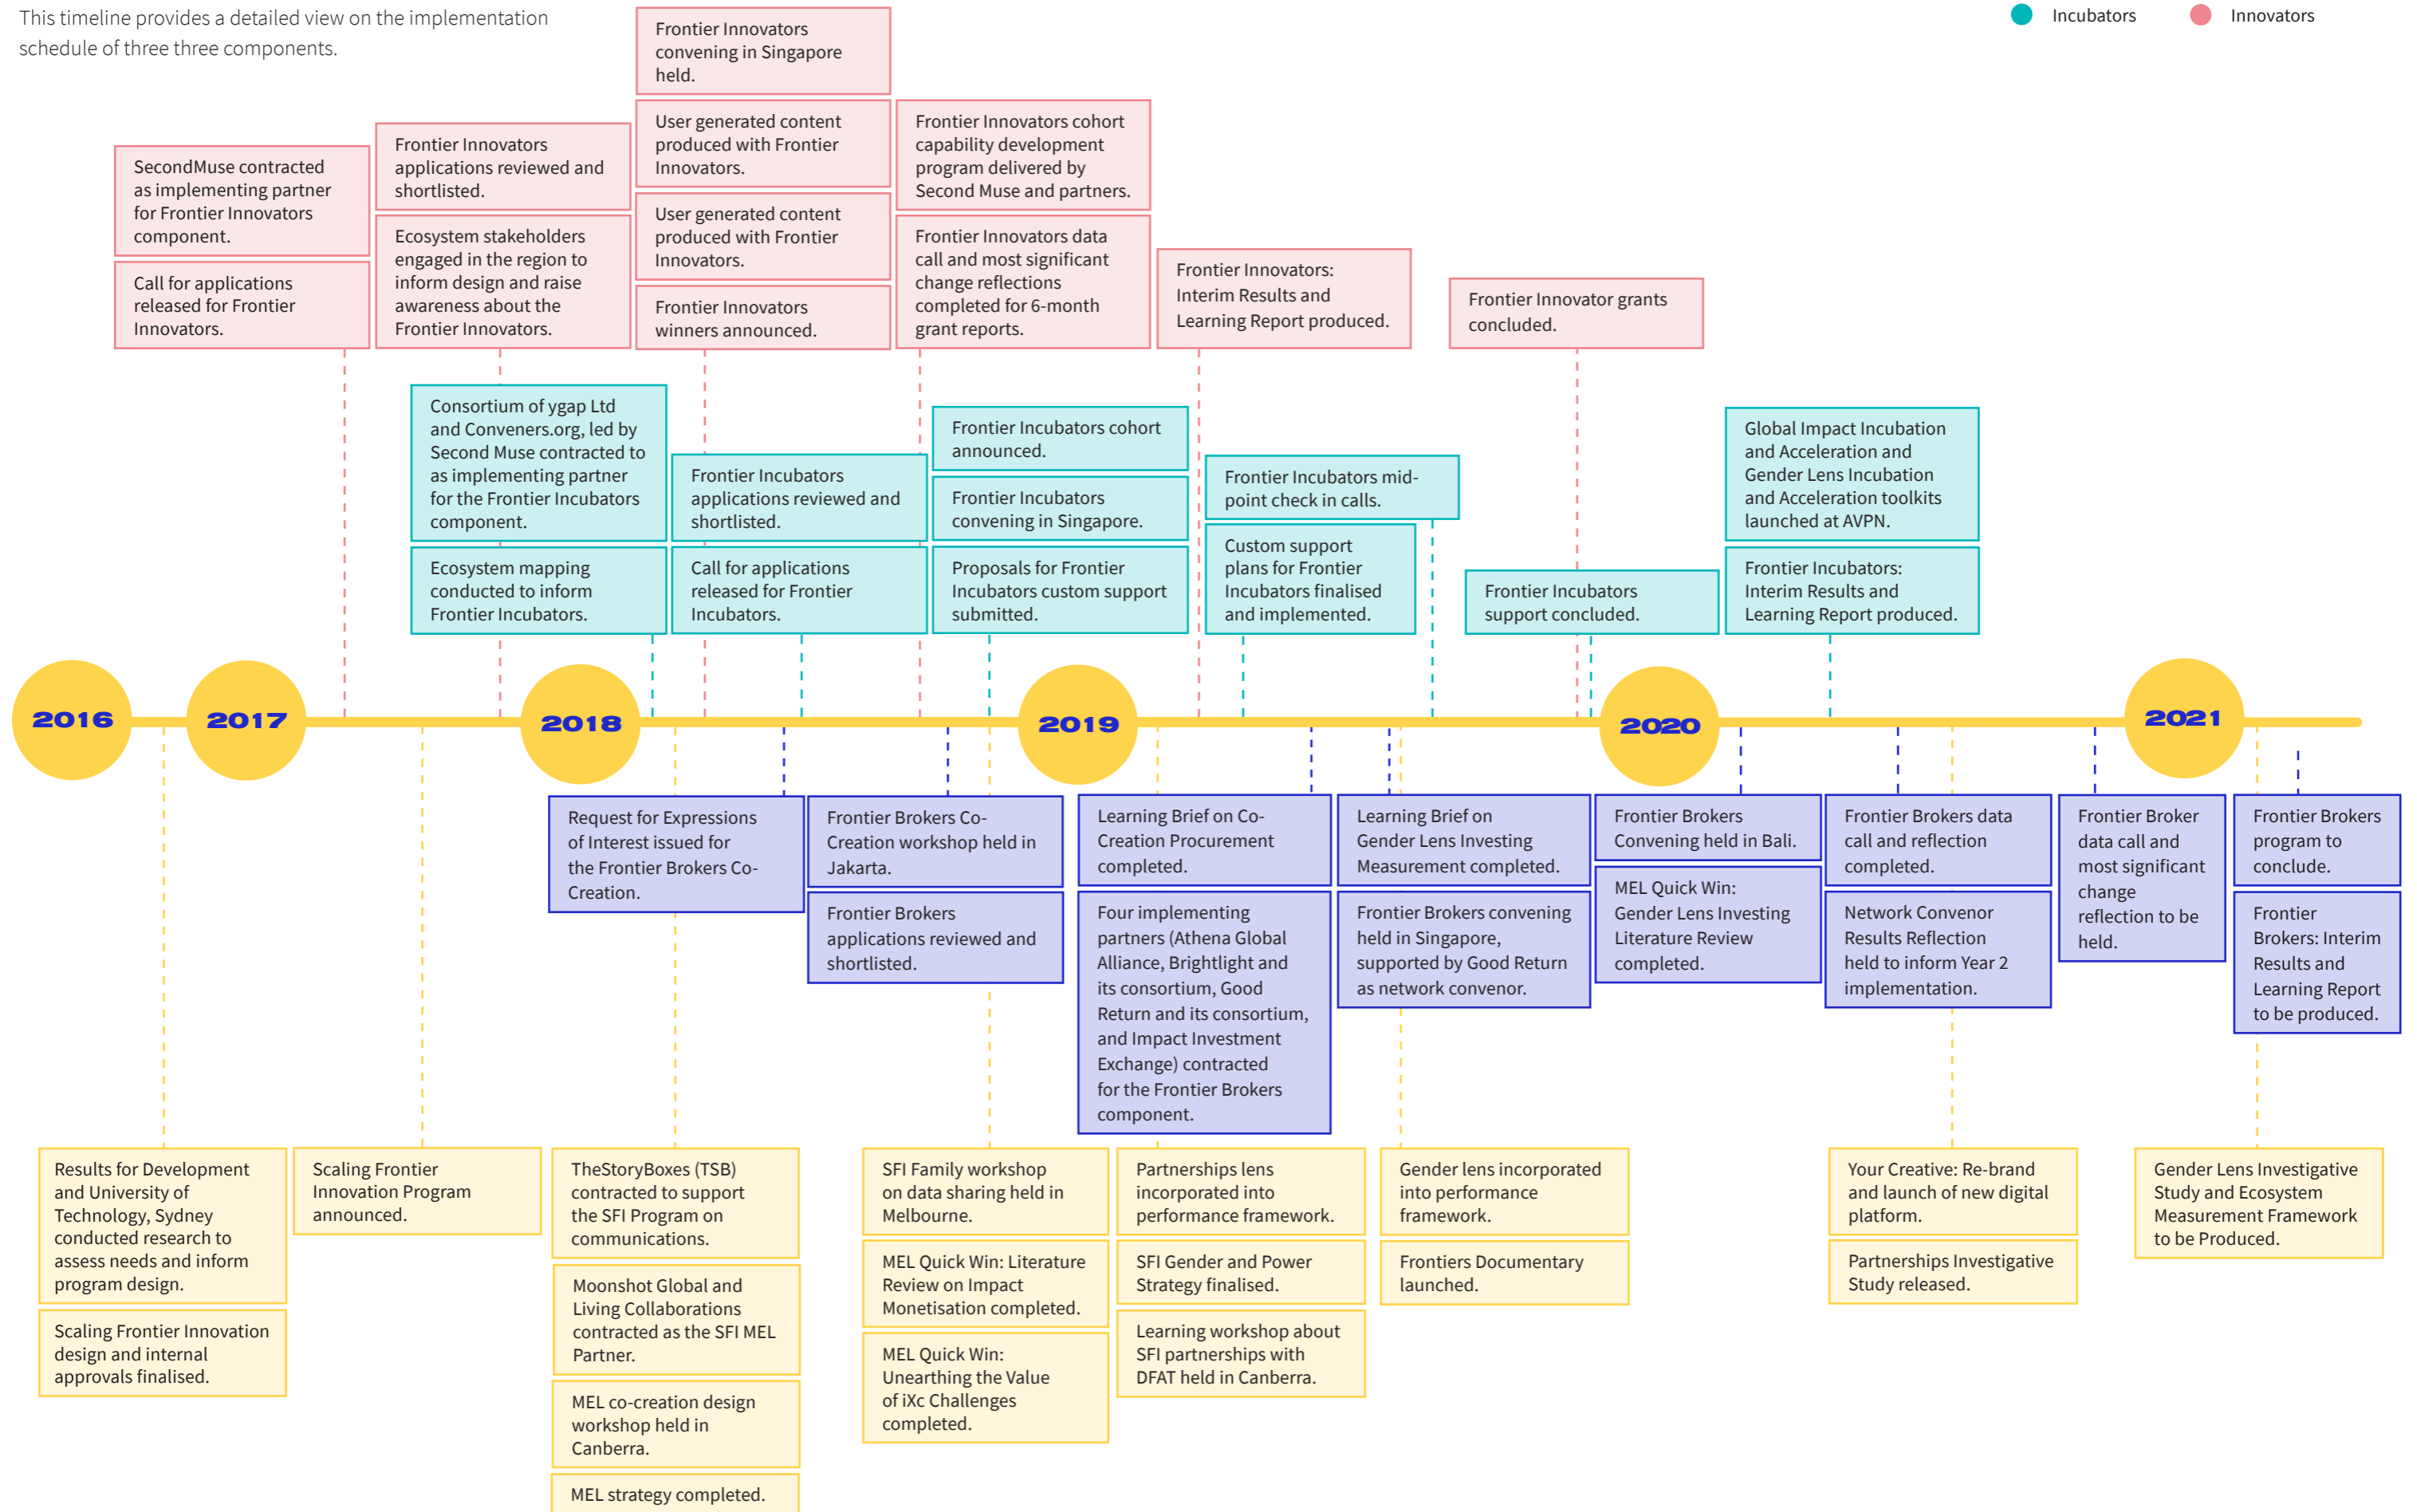 This timeline provides a detailed view on the implementation
schedule of three three components.
Incubators
Innovators
Frontier Innovators
convening in Singapore
held.
User generated content
produced with Frontier
Innovators.
User generated content
produced with Frontier
Innovators.
Frontier Innovators
winners announced.
SecondMuse contracted
as implementing partner
for Frontier Innovators
component.
Call for applications
released for Frontier
Innovators.
Frontier Innovators
applications reviewed and
shortlisted.
Ecosystem stakeholders
engaged in the region to
inform design and raise
awareness about the
Frontier Innovators.
Frontier Innovators cohort
capability development
program delivered by
Second Muse and partners.
Frontier Innovators data
call and most significant
change reflections
completed for 6-month
grant reports.
Frontier Innovators:
Interim Results and
Learning Report produced.
Frontier Innovator grants
concluded.
Consortium of ygap Ltd
and Conveners.org, led by
Second Muse contracted to
as implementing partner
for the Frontier Incubators
component.
Ecosystem mapping
conducted to inform
Frontier Incubators.
Frontier Incubators
applications reviewed and
shortlisted.
Call for applications
released for Frontier
Incubators.
Frontier Incubators cohort
announced.
Frontier Incubators
convening in Singapore.
Proposals for Frontier
Incubators custom support
submitted.
Frontier Incubators mid-
point check in calls.
Custom support
plans for Frontier
Incubators finalised
and implemented.
Frontier Incubators
support concluded.
Global Impact Incubation
and Acceleration and
Gender Lens Incubation
and Acceleration toolkits
launched at AVPN.
Frontier Incubators:
Interim Results and
Learning Report produced.
2016
2017
2018
2019
2020
2021
Request for Expressions
of Interest issued for
the Frontier Brokers Co-
Creation.
Frontier Brokers Co-
Creation workshop held in
Jakarta.
Frontier Brokers
applications reviewed and
shortlisted.
Learning Brief on Co-
Creation Procurement
completed.
Four implementing
partners (Athena Global
Alliance, Brightlight and
its consortium, Good
Return and its consortium,
and Impact Investment
Exchange) contracted
for the Frontier Brokers
component.
Learning Brief on
Gender Lens Investing
Measurement completed.
Frontier Brokers convening
held in Singapore,
supported by Good Return
as network convenor.
Frontier Brokers
Convening held in Bali.
MEL Quick Win:
Gender Lens Investing
Literature Review
completed.
Frontier Brokers data
call and reflection
completed.
Network Convenor
Results Reflection
held to inform Year 2
implementation.
Frontier Broker
data call and
most significant
change
reflection to be
held.
Frontier Brokers
program to
conclude.
Frontier
Brokers: Interim
Results and
Learning Report
to be produced.
Results for Development
and University of
Technology, Sydney
conducted research to
assess needs and inform
program design.
Scaling Frontier Innovation
design and internal
approvals finalised.
Scaling Frontier
Innovation Program
announced.
TheStoryBoxes (TSB)
contracted to support
the SFI Program on
communications.
Moonshot Global and
Living Collaborations
contracted as the SFI MEL
Partner.
MEL co-creation design
workshop held in
Canberra.
MEL strategy completed.
SFI Family workshop
on data sharing held in
Melbourne.
MEL Quick Win: Literature
Review on Impact
Monetisation completed.
MEL Quick Win:
Unearthing the Value
of iXc Challenges
completed.
Partnerships lens
incorporated into
performance framework.
SFI Gender and Power
Strategy finalised.
Learning workshop about
SFI partnerships with
DFAT held in Canberra.
Gender lens incorporated
into performance
framework.
Frontiers Documentary
launched.
Your Creative: Re-brand
and launch of new digital
platform.
Partnerships Investigative
Study released.
Gender Lens Investigative
Study and Ecosystem
Measurement Framework
to be Produced.